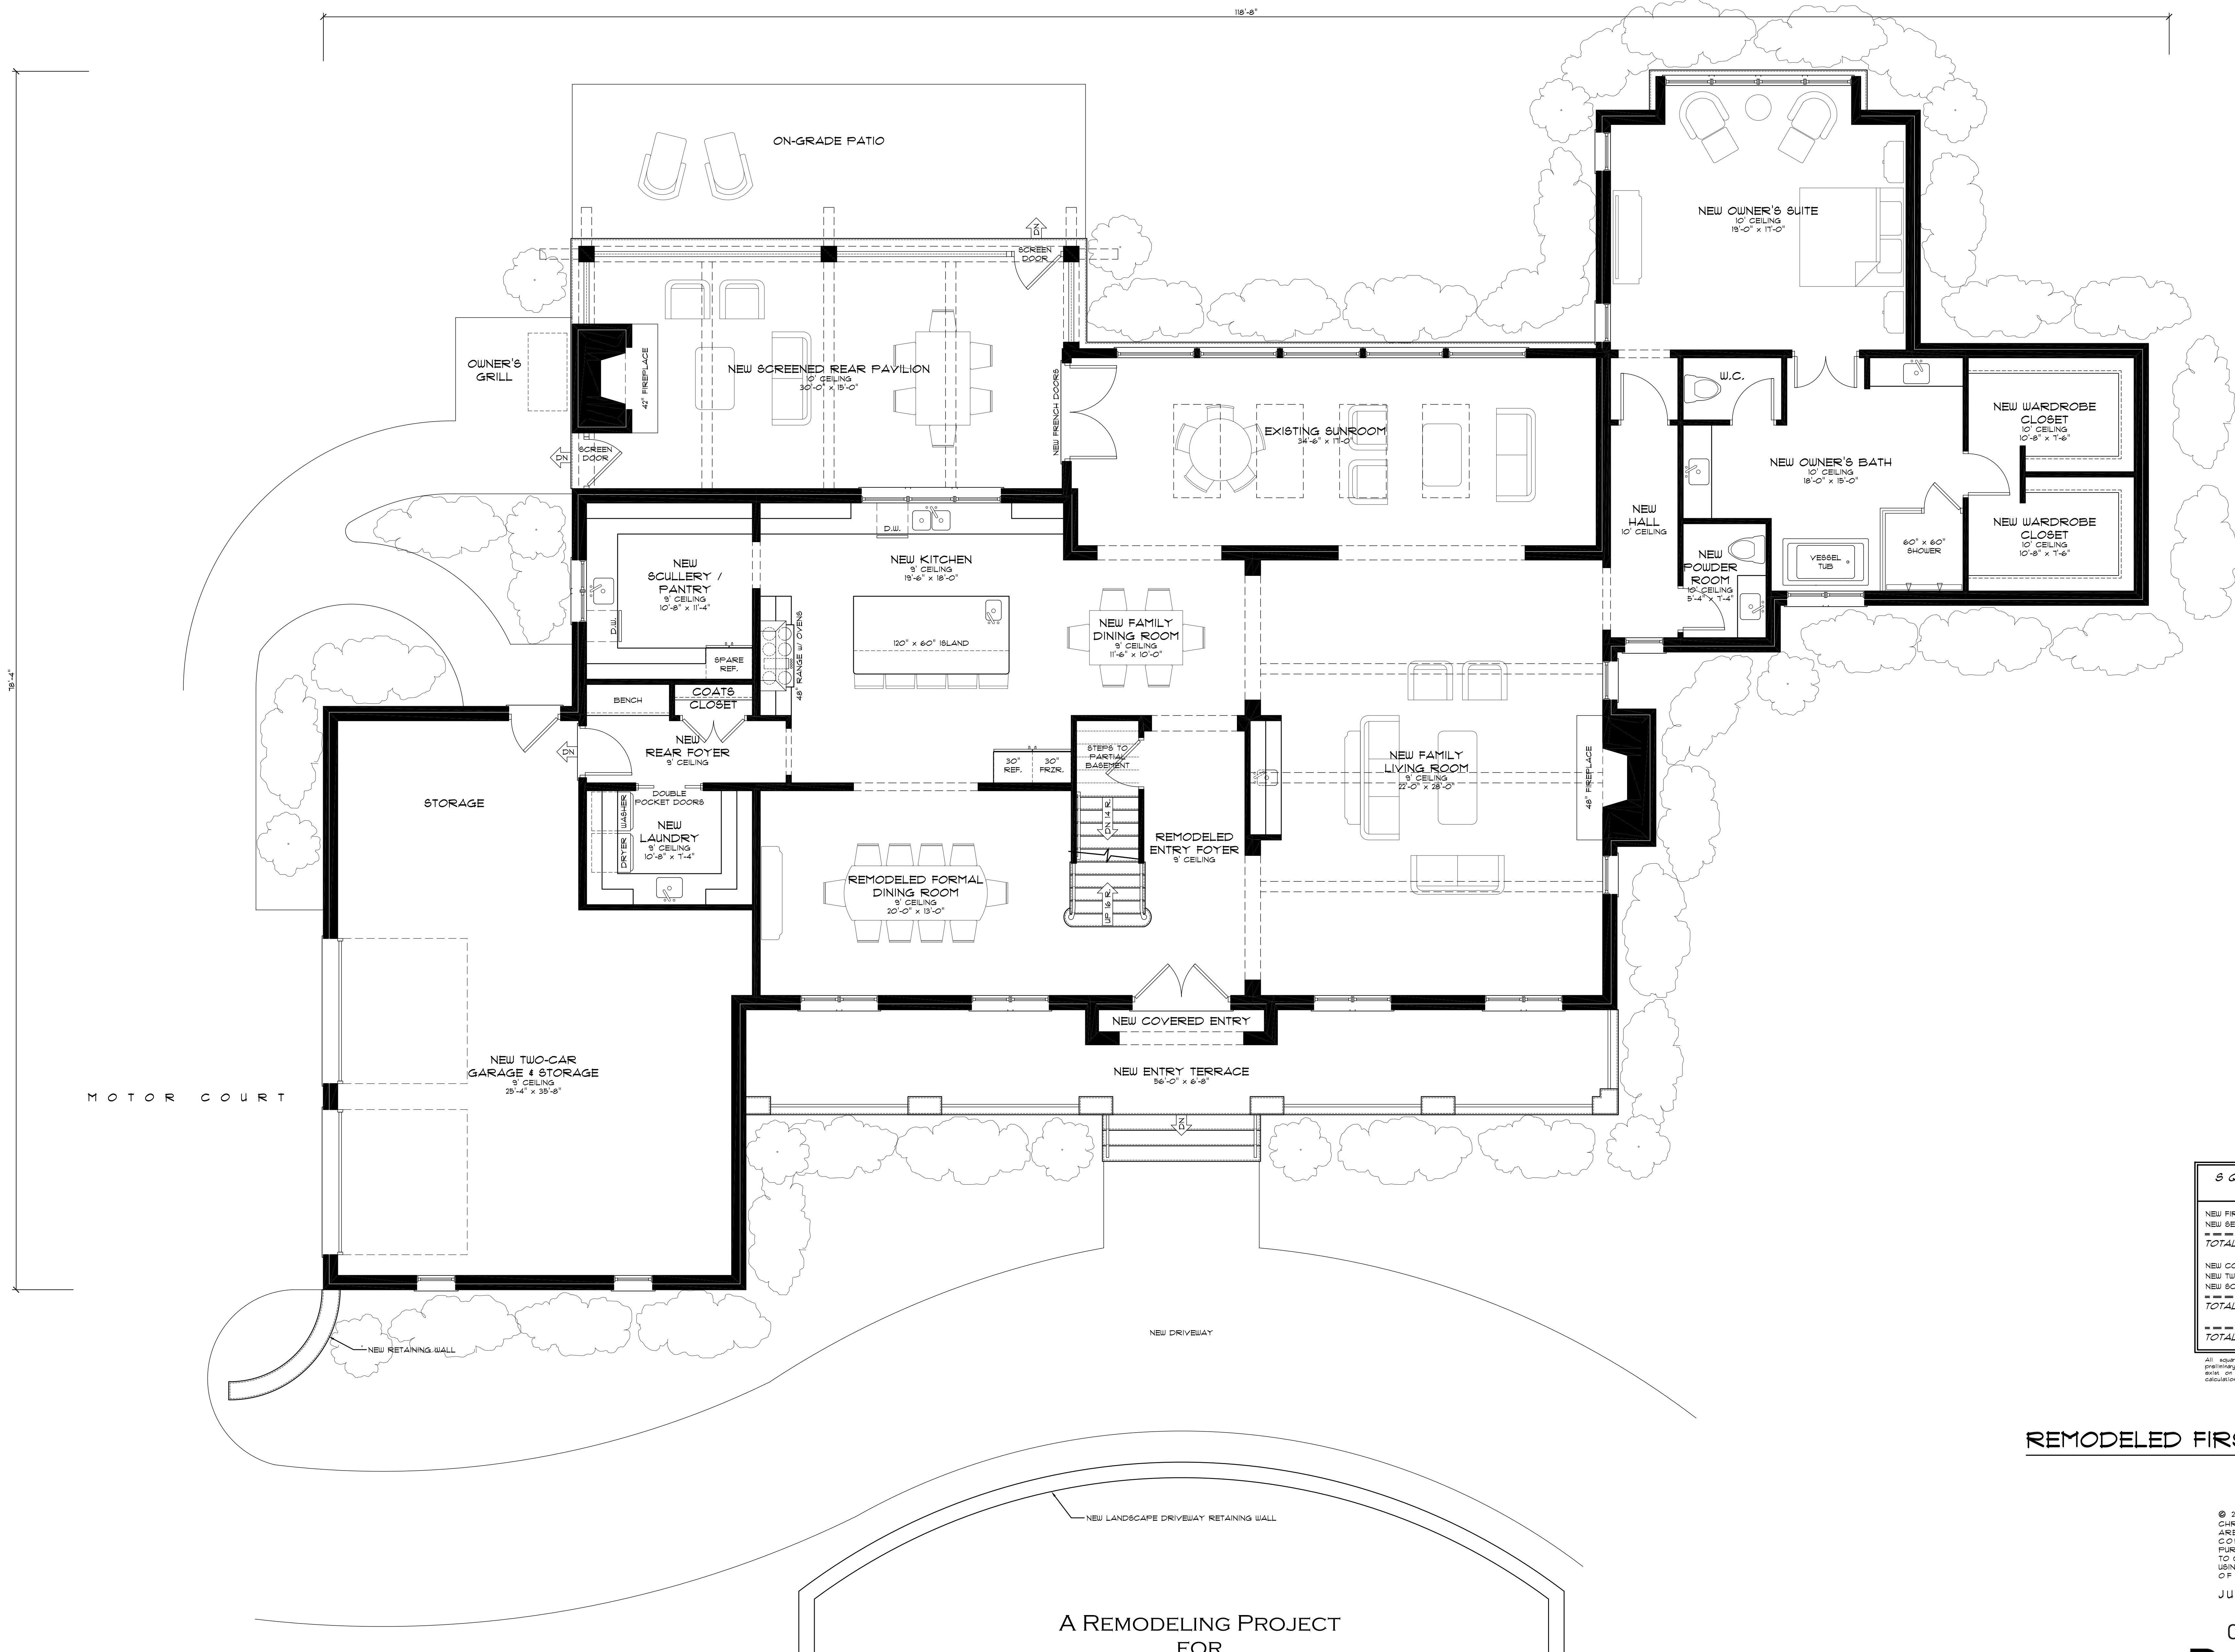 118'-8"
78'-4"
ON-GRADE PATIO
DN
SCREEN
DOOR
OWNER'S
GRILL
42" FIREPLACE
NEW SCREENED REAR PAVILION
10' CEILING
30'-0" x 15'-0"
NEW FRENCH DOORS
SCREEN
DOOR
DN
EXISTING SUNROOM
34'-6" x 17'-0"
NEW OWNER'S SUITE
10' CEILING
19'-0" x 17'-0"
W.C.
NEW OWNER'S BATH
10' CEILING
18'-0" x 15'-0"
NEW WARDROBE
CLOSET
10' CEILING
10'-8" x 7'-6"
NEW WARDROBE
CLOSET
10' CEILING
10'-8" x 7'-6"
60" x 60"
SHOWER
VESSEL
TUB
NEW
HALL
10' CEILING
NEW
POWDER
ROOM
10' CEILING
5'-4" x 7'-4"
NEW
SCULLERY /
PANTRY
9' CEILING
10'-8" x 11'-4"
D.W.
SPARE
REF.
D.W.
NEW KITCHEN
9' CEILING
19'-6" x 18'-0"
48" RANGE w/ OVENS
120" x 60" ISLAND
NEW FAMILY
DINING ROOM
9' CEILING
11'-6" x 10'-0"
BENCH
COATS
CLOSET
NEW
REAR FOYER
9' CEILING
DN
DOUBLE
POCKET DOORS
WASHER
DRYER
NEW
LAUNDRY
9' CEILING
10'-8" x 7'-4"
30"
REF.
30"
FRZR.
STEPS TO
PARTIAL
BASEMENT
DN 14 R.
UP 16 R.
REMODELED
ENTRY FOYER
9' CEILING
NEW FAMILY
LIVING ROOM
9' CEILING
22'-0" x 28'-0"
48" FIREPLACE
STORAGE
REMODELED FORMAL
DINING ROOM
9' CEILING
20'-0" x 13'-0"
NEW COVERED ENTRY
NEW ENTRY TERRACE
56'-0" x 6'-8"
DN
NEW TWO-CAR
GARAGE & STORAGE
9' CEILING
25'-4" x 35'-8"
MOTOR COURT
NEW RETAINING WALL
NEW DRIVEWAY
NEW LANDSCAPE DRIVEWAY RETAINING WALL
A REMODELING PROJECT
FOR
TOTAL
TOTAL
TOTAL
REMODELED FIRS